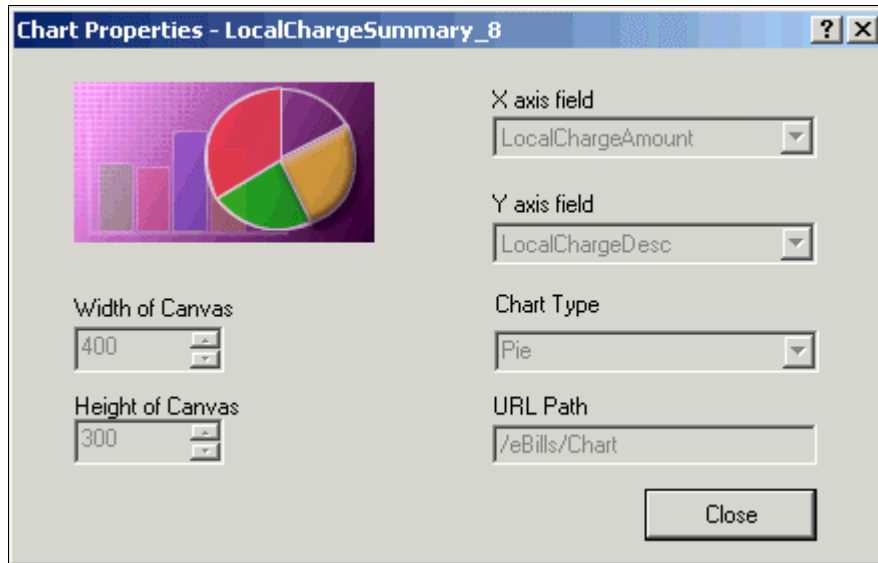 Chart Properties - LocalChargeSummary_8
X axis field
LocalChargeAmount
Y axis field
LocalChargeDesc
Width of Canvas
400
Chart Type
Pie
Height of Canvas
300
URL Path
/eBills/Chart
Close